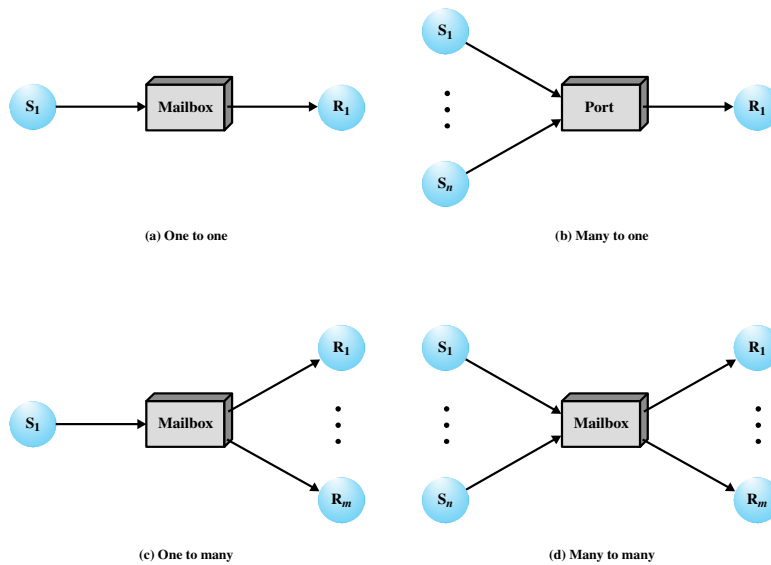 S1
Mailbox
R1
(a) One to one
S1
Sn
Port
R1
(b) Many to one
S1
Mailbox
R1
Rm
(c) One to many
S1
Sn
Mailbox
R1
Rm
(d) Many to many